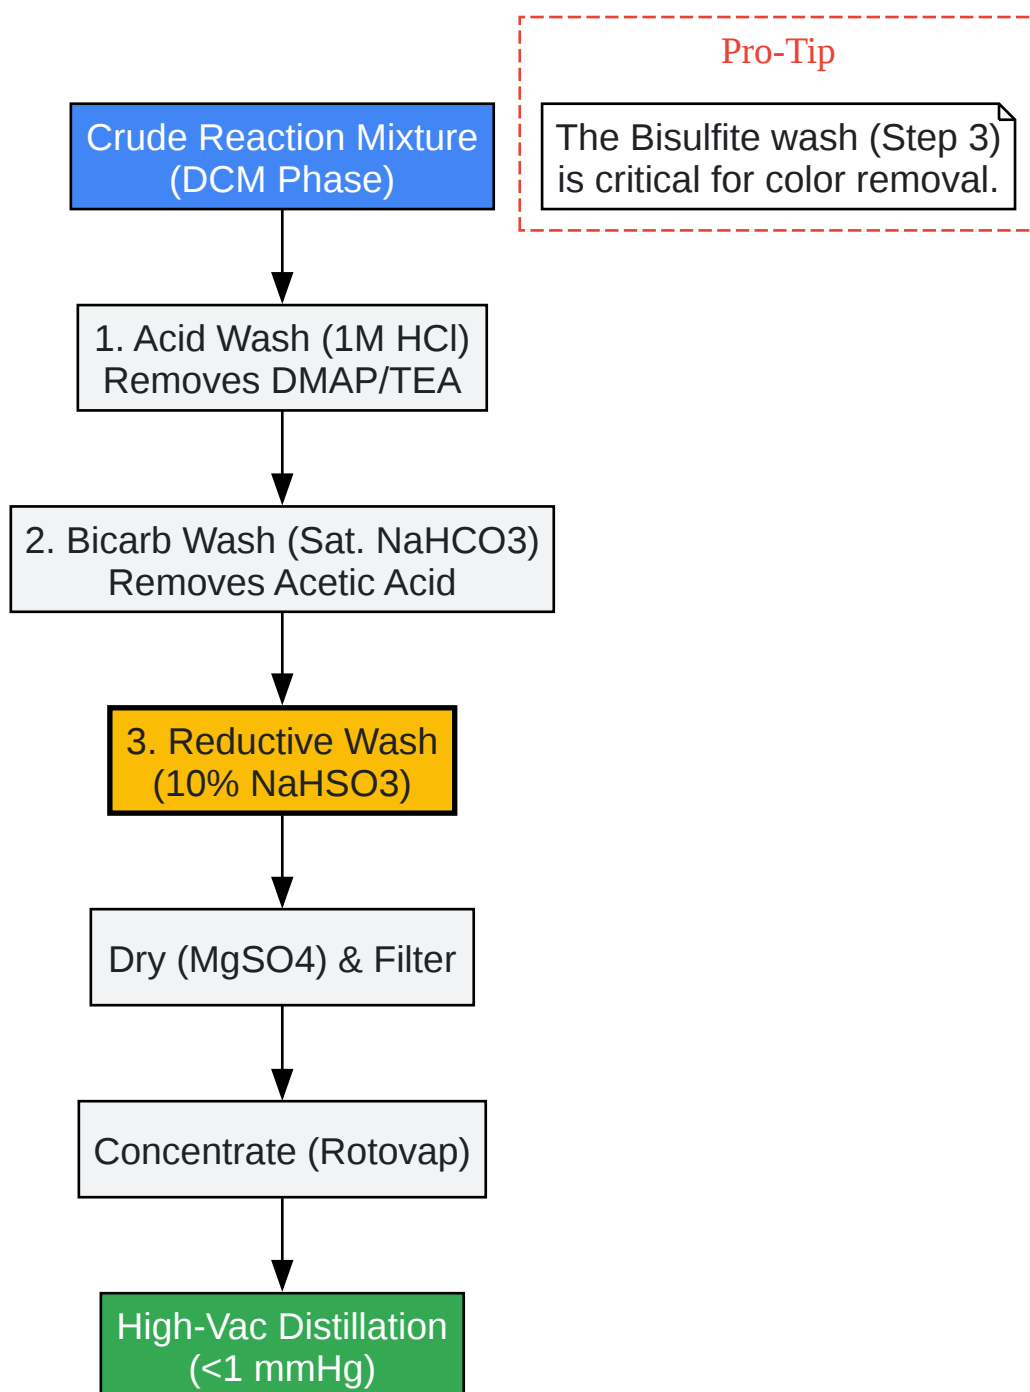 Pro-Tip
Crude Reaction Mixture
(DCM Phase)
The Bisulfite wash (Step 3)
is critical for color removal.
1. Acid Wash (1M HCl)
Removes DMAP/TEA
2. Bicarb Wash (Sat. NaHCO3)
Removes Acetic Acid
3. Reductive Wash
(10% NaHSO3)
Dry (MgSO4) & Filter
Concentrate (Rotovap)
High-Vac Distillation
(<1 mmHg)